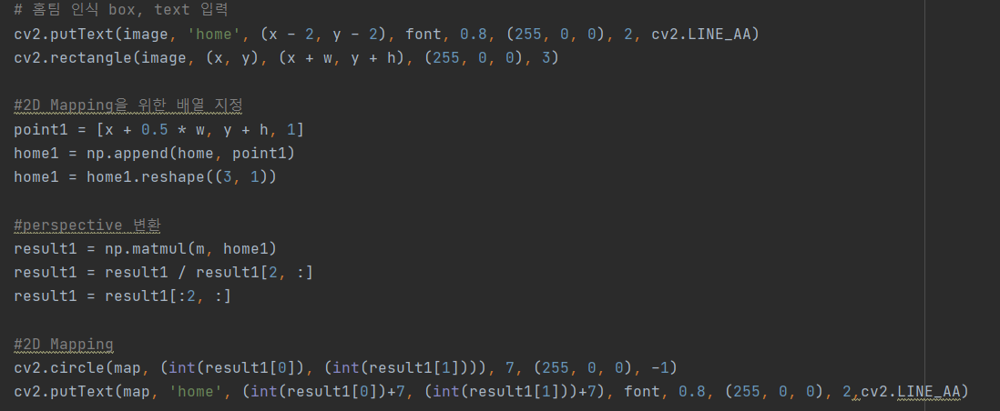 # 홈팀 인식 box, text 입력
cv2.putText(image, 'home', (x - 2, y - 2), font, 0.8, (255, 0, 0), 2, cv2.LINE_AA)
cv2.rectangle(image, (x, y), (x + w, y + h), (255, 0, 0), 3)
#2D Mapping을 위한 배열 지정
point1 = [x + 0.5 * w, y + h, 1]
home1 = np.append(home, point1)
home1 = home1.reshape((3, 1))
#perspective 변환
result1 = np.matmul(m, home1)
result1 = result1 / result1[2, :]
result1 = result1[:2, :]
#2D Mapping
cv2.circle(map, (int(result1[0]), (int(result1[1]))), 7, (255, 0, 0), -1)
cv2.putText(map, 'home', (int(result1[0])+7, (int(result1[1]))+7), font, 0.8, (255, 0, 0), 2,cv2.LINE_AA)